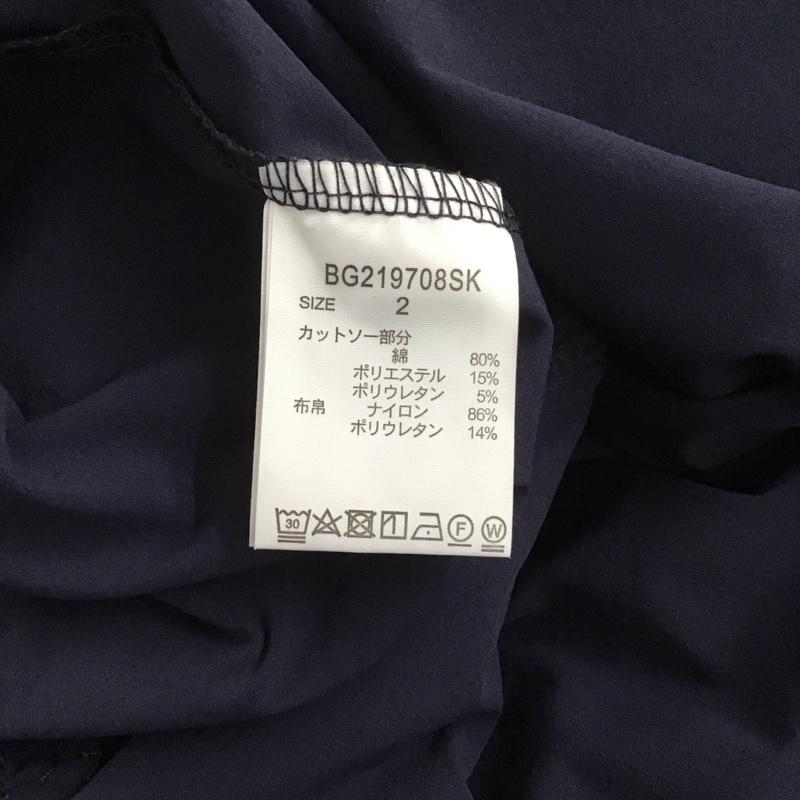 BG219708SK
SIZE 2
カットソー部分
綿 80%
ポリエステル 15%
ポリウレタン 5%
布帛 ナイロン 86%
ポリウレタン 14%
30 F W